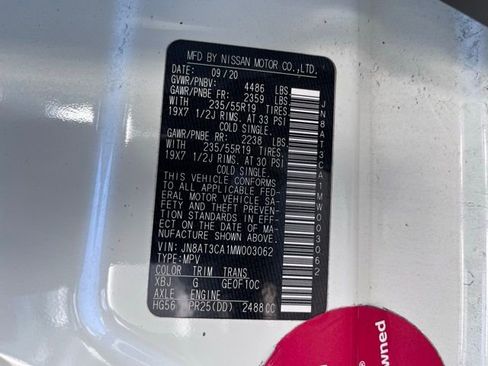 MFD BY NISSAN MOTOR CO.,LTD.
DATE: 09/20
GVWR/PNBV: 4486 LBS
GAWR/PNBE FR: 2359 LBS
WITH 235/55R19 TIRES
19X7 1/2J RIMS AT 33 PSI
COLD SINGLE.
GAWR/PNBE RR: 2238 LBS
WITH 235/55R19 TIRES
19X7 1/2J RIMS AT 30 PSI
COLD SINGLE.
THIS VEHICLE CONFORMS
TO ALL APPLICABLE FED-
ERAL MOTOR VEHICLE SA-
FETY AND THEFT PREVEN-
TION STANDARDS IN EFF-
ECT ON THE DATE OF MA-
NUFACTURE SHOWN ABOVE.
VIN: JN8AT3CA1MW003062
TYPE: MPV
COLOR TRIM TRANS
XBJ G GE0F10C
AXLE ENGINE
HG56 PR25(DD) 2488CC
JN8AT3CA1MW003062
owned
®